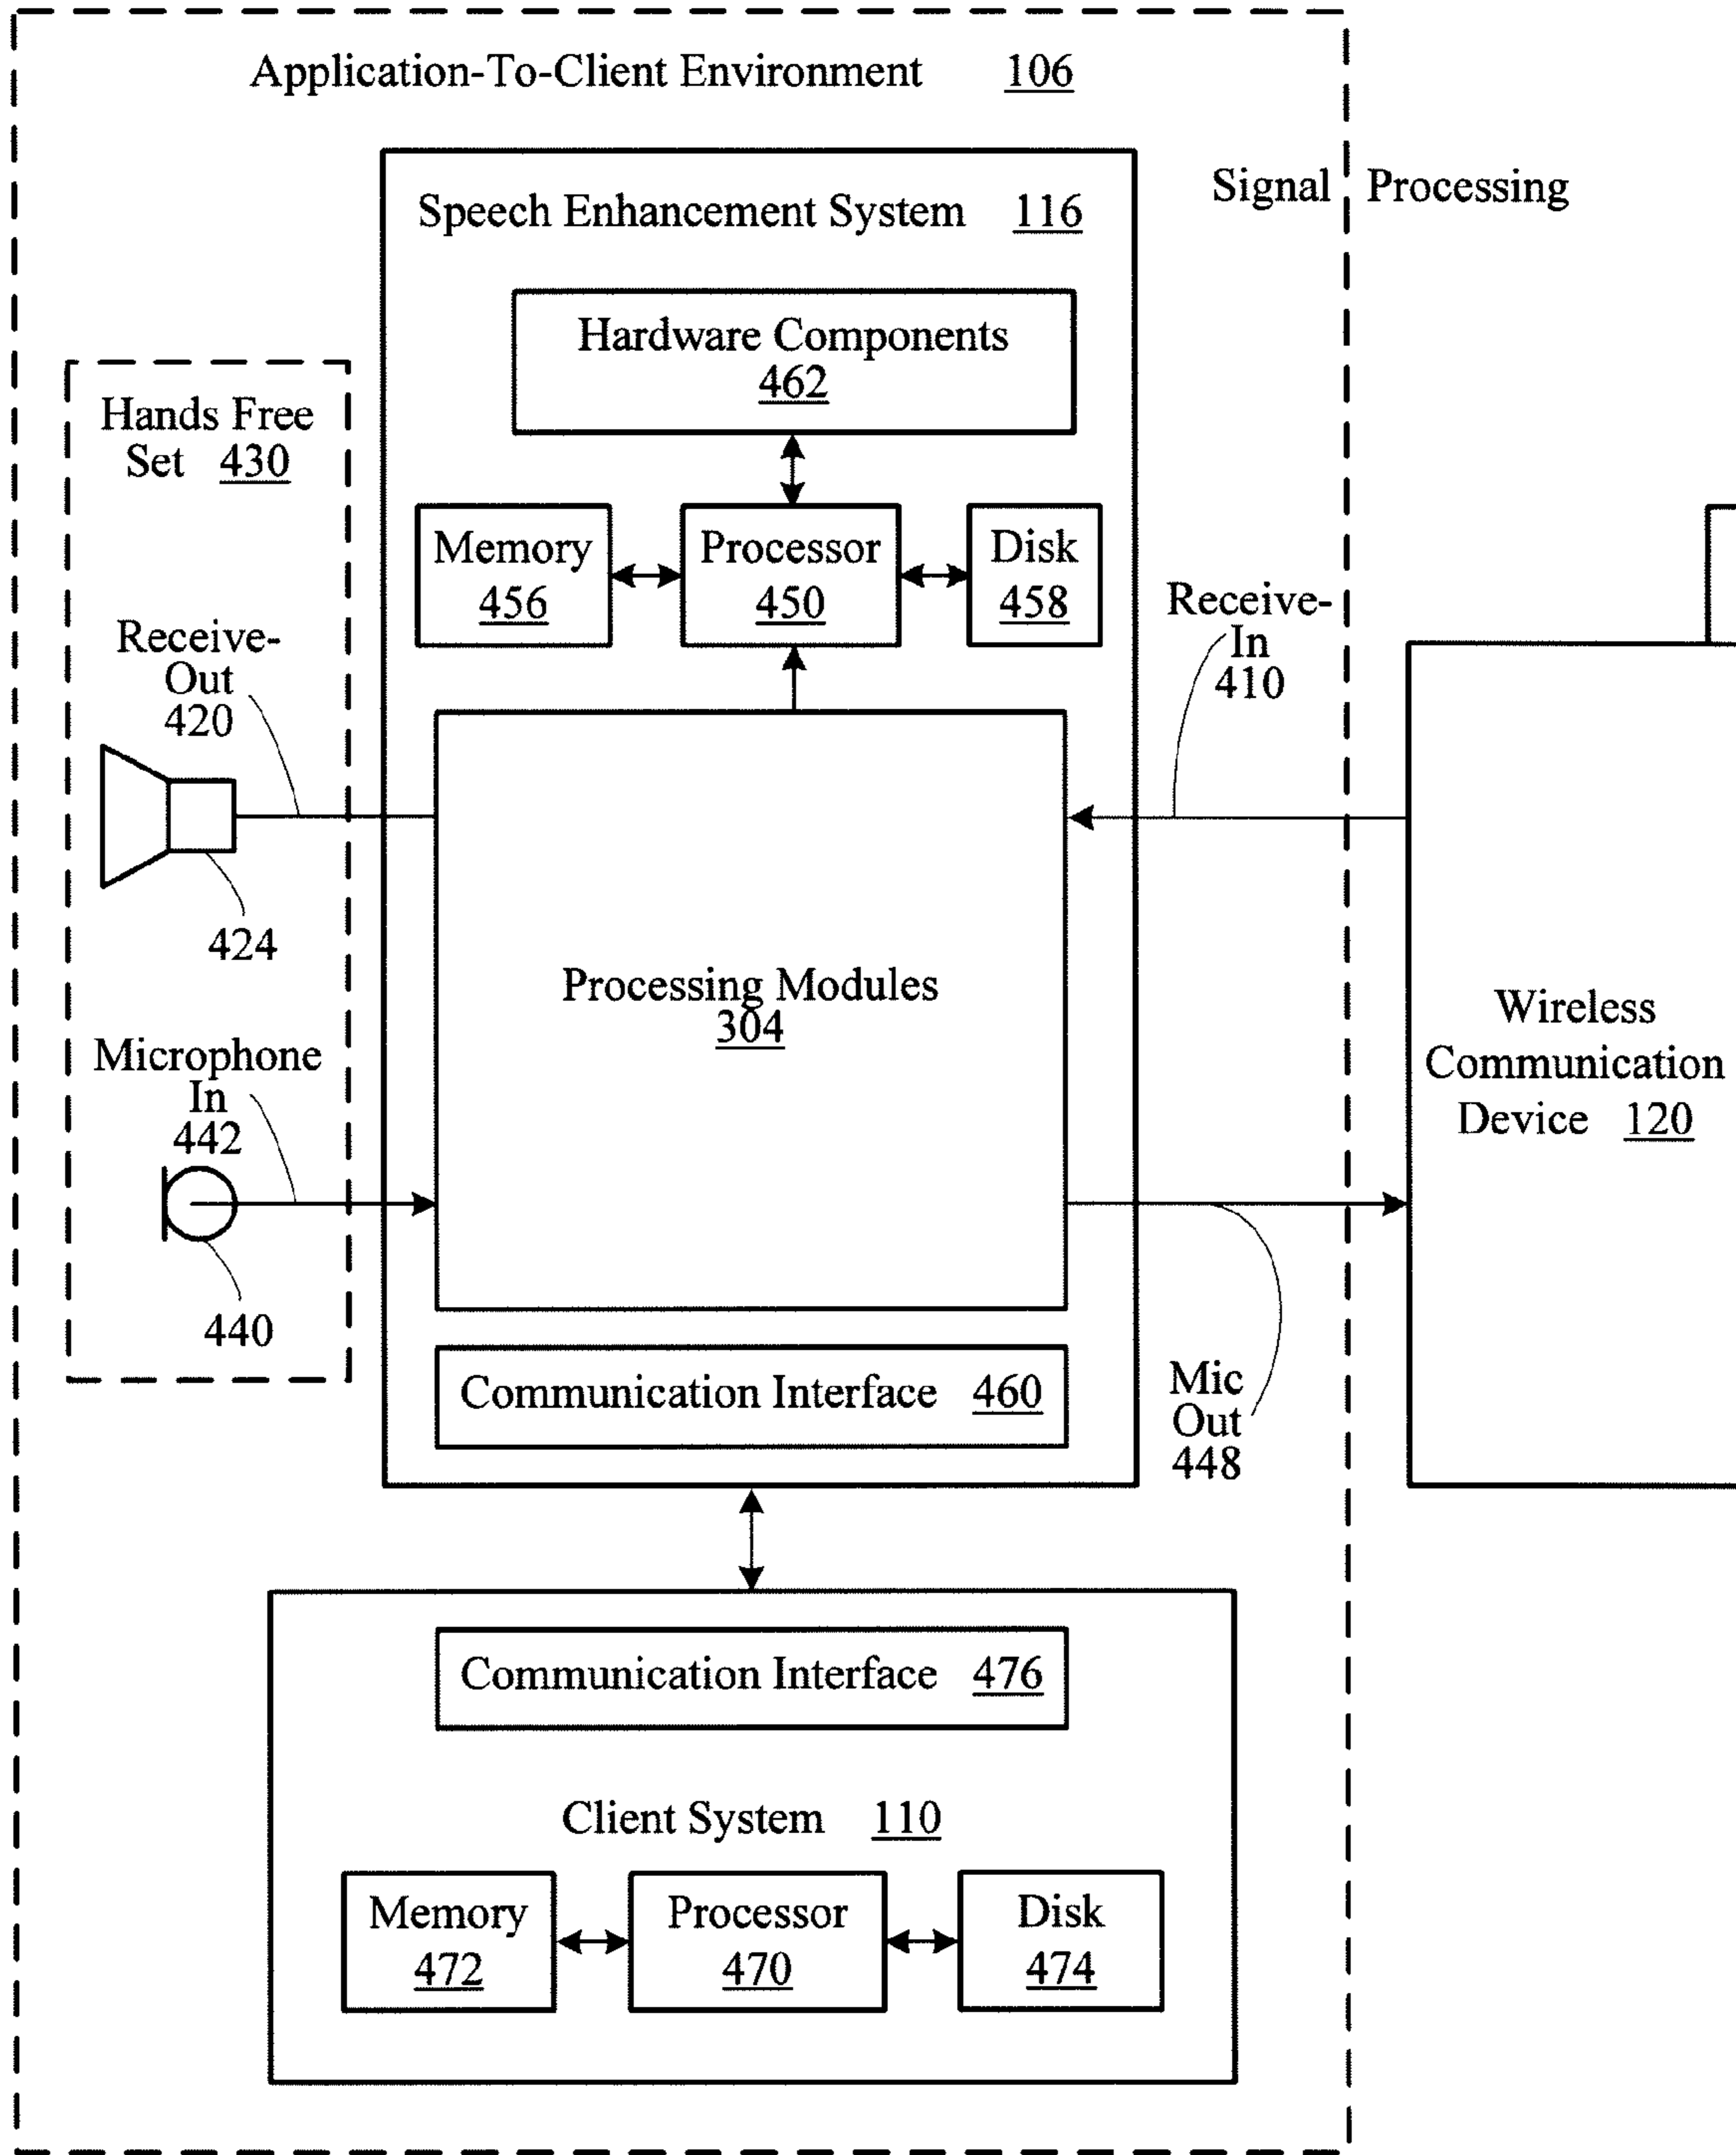 Application-To-Client Environment 106
Signal Processing
Speech Enhancement System 116
Hardware Components
462
Hands Free
Set 430
Memory
456
Processor
450
Disk
458
Receive-
Out
420
Receive-
In
410
424
Processing Modules
304
Wireless
Communication
Device 120
Microphone
In
442
440
Communication Interface 460
Mic
Out
448
Communication Interface 476
Client System 110
Memory
472
Processor
470
Disk
474